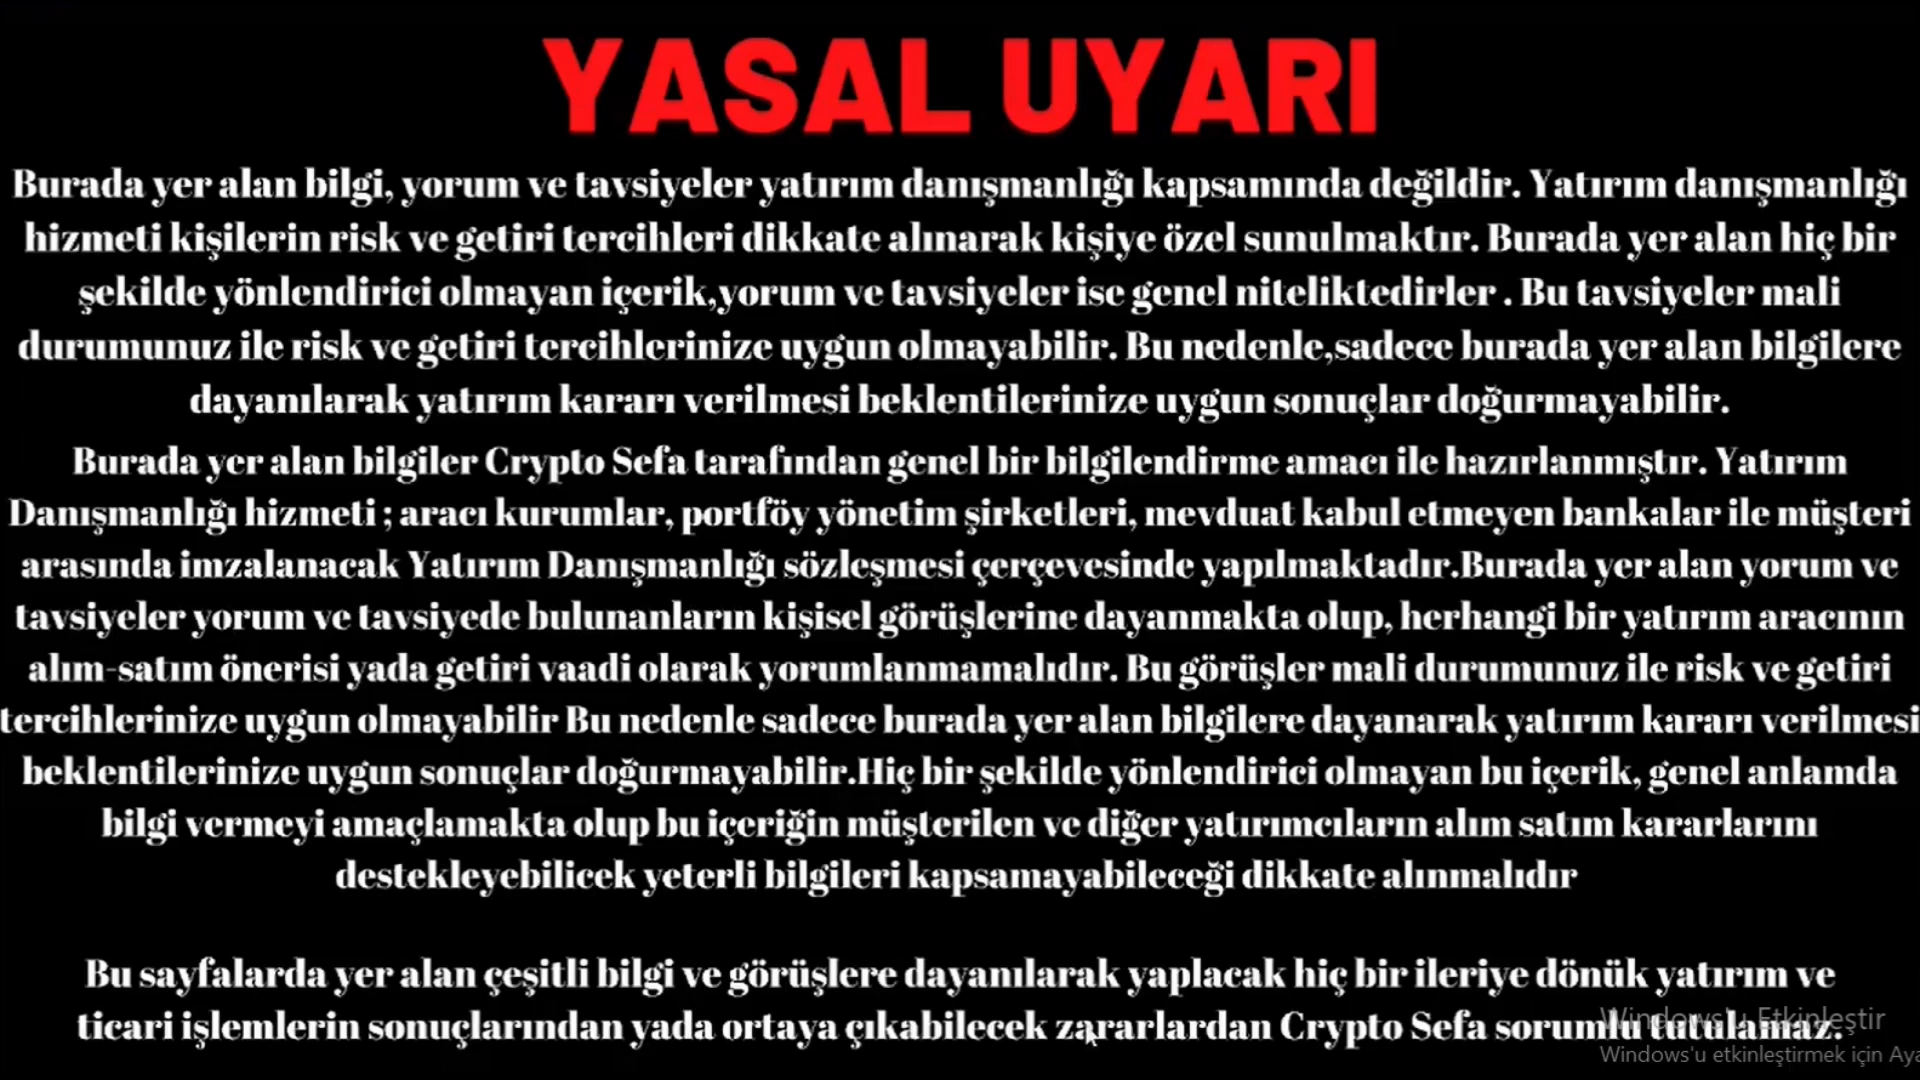 YASAL UYARI
Burada yer alan bilgi, yorum ve tavsiyeler yatırım danışmanlığı kapsamında değildir. Yatırım danışmanlığı
hizmeti kişilerin risk ve getiri tercihleri dikkate alınarak kişiye özel sunulmaktır. Burada yer alan hiç bir
şekilde yönlendirici olmayan içerik,yorum ve tavsiyeler ise genel niteliktedirler . Bu tavsiyeler mali
durumunuz ile risk ve getiri tercihlerinize uygun olmayabilir. Bu nedenle,sadece burada yer alan bilgilere
dayanılarak yatırım kararı verilmesi beklentilerinize uygun sonuçlar doğurmayabilir.
Burada yer alan bilgiler Crypto Sefa tarafından genel bir bilgilendirme amacı ile hazırlanmıştır. Yatırım
Danışmanlığı hizmeti ; aracı kurumlar, portföy yönetim şirketleri, mevduat kabul etmeyen bankalar ile müşteri
arasında imzalanacak Yatırım Danışmanlığı sözleşmesi çerçevesinde yapılmaktadır.Burada yer alan yorum ve
tavsiyeler yorum ve tavsiyede bulunanların kişisel görüşlerine dayanmakta olup, herhangi bir yatırım aracının
alım-satım önerisi yada getiri vaadi olarak yorumlanmamalıdır. Bu görüşler mali durumunuz ile risk ve getiri
tercihlerinize uygun olmayabilir Bu nedenle sadece burada yer alan bilgilere dayanarak yatırım kararı verilmesi
beklentilerinize uygun sonuçlar doğurmayabilir.Hiç bir şekilde yönlendirici olmayan bu içerik, genel anlamda
bilgi vermeyi amaçlamakta olup bu içeriğin müşterilen ve diğer yatırımcıların alım satım kararlarını
destekleyebilicek yeterli bilgileri kapsamayabileceği dikkate alınmalıdır
Bu sayfalarda yer alan çeşitli bilgi ve görüşlere dayanılarak yaplacak hiç bir ileriye dönük yatırım ve
ticari işlemlerin sonuçlarından yada ortaya çıkabilecek zararlardan Crypto Sefa sorumlu tutulamaz.
Windows'u Etkinleştir
Windows'u etkinleştirmek için Aya